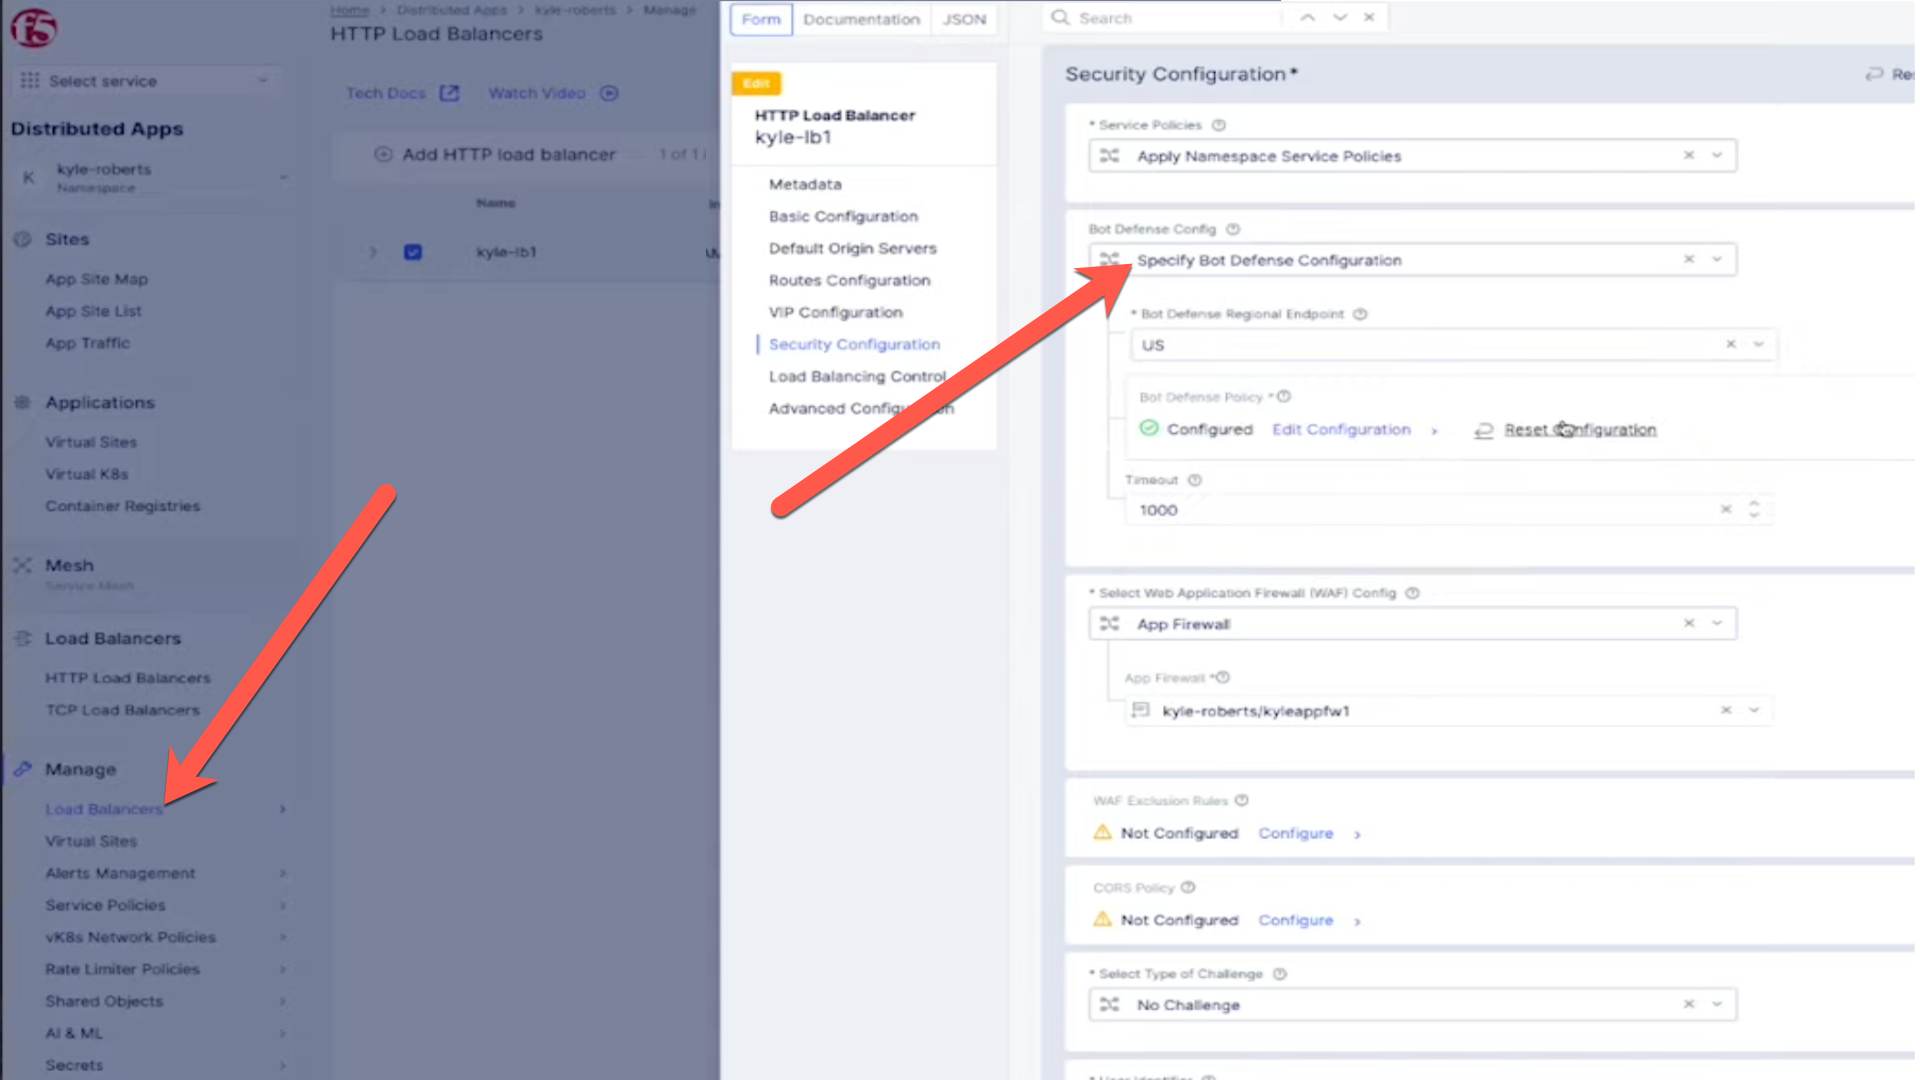 f5
Select service
Distributed Apps
K
kyle-roberts
Namespace
Sites
App Site Map
App Site List
App Traffic
Applications
Virtual Sites
Virtual K8s
Container Registries
Mesh
Service Mesh
Load Balancers
HTTP Load Balancers
TCP Load Balancers
Manage
Load Balancers
Virtual Sites
Alerts Management
Service Policies
vK8s Network Policies
Rate Limiter Policies
Shared Objects
AI & ML
Secrets
Home > Distributed Apps > kyle-roberts > Manage
HTTP Load Balancers
Tech Docs Watch Video
Add HTTP load balancer 1 of 1
Name
kyle-lb1
Form Documentation JSON
Search
Edit
HTTP Load Balancer
kyle-lb1
Metadata
Basic Configuration
Default Origin Servers
Routes Configuration
VIP Configuration
Security Configuration
Load Balancing Control
Advanced Configuration
Security Configuration*
* Service Policies
Apply Namespace Service Policies
Bot Defense Config
Specify Bot Defense Configuration
* Bot Defense Regional Endpoint
US
Bot Defense Policy *
Configured Edit Configuration Reset Configuration
Timeout
1000
* Select Web Application Firewall (WAF) Config
App Firewall
App Firewall *
kyle-roberts/kyleappfw1
WAF Exclusion Rules
Not Configured Configure
CORS Policy
Not Configured Configure
* Select Type of Challenge
No Challenge